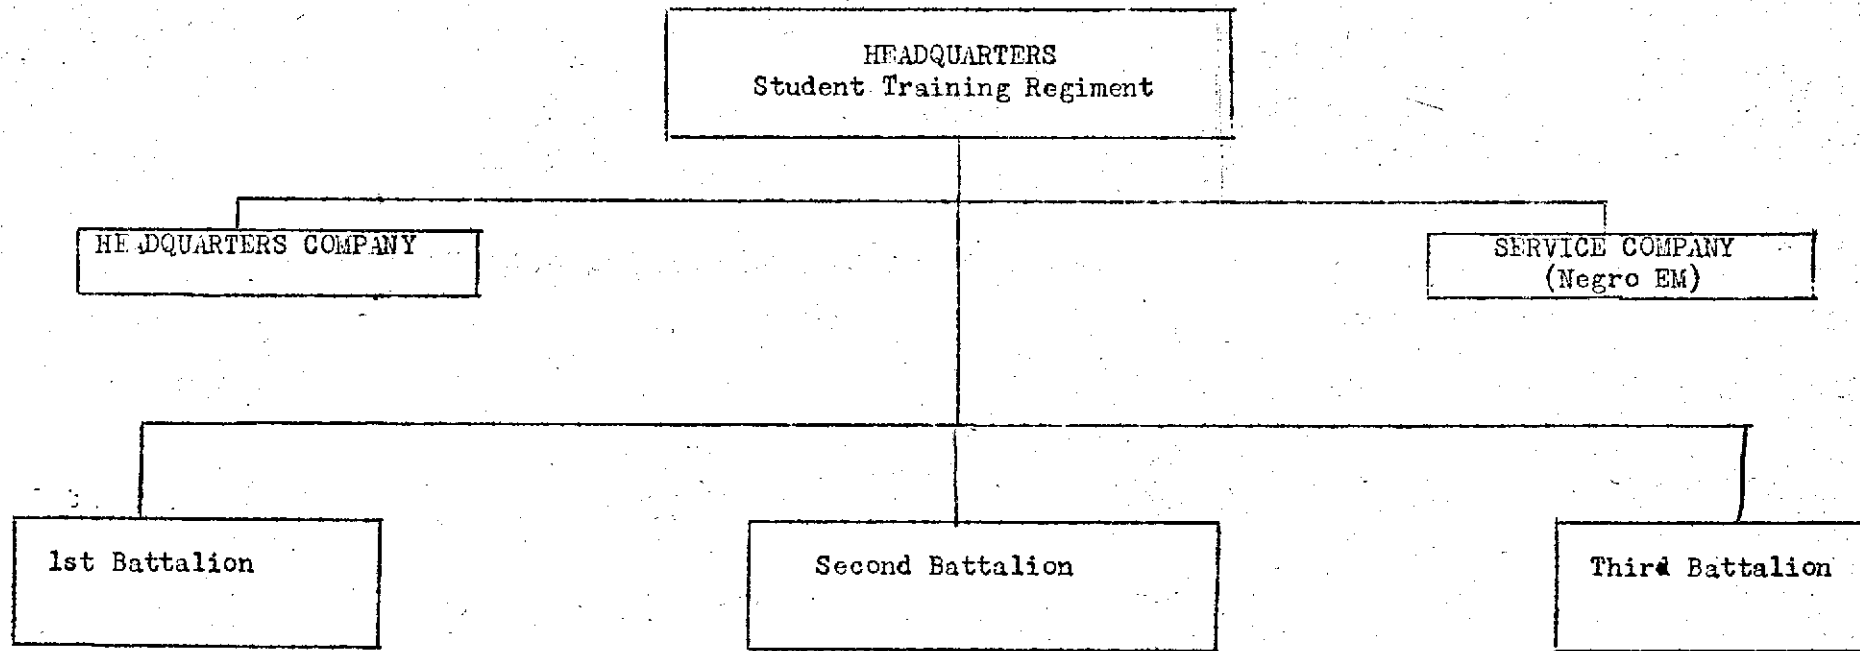 HEADQUARTERS
Student Training Regiment
HEADQUARTERS COMPANY
SERVICE COMPANY
(Negro EM)
1st Battalion
Second Battalion
Third Battalion